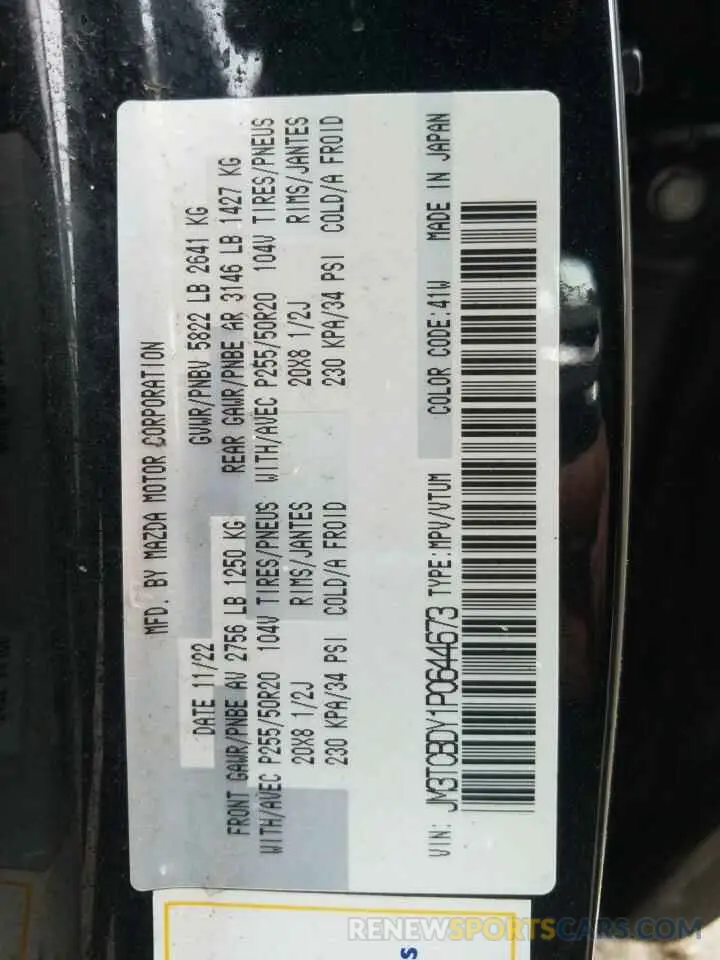 MFD. BY MAZDA MOTOR CORPORATION
DATE 11/22 GVWR/PNBV 5822 LB 2641 KG
FRONT GAWR/PNBE AV 2756 LB 1250 KG REAR GAWR/PNBE AR 3146 LB 1427 KG
WITH/AVEC P255/50R20 104V TIRES/PNEUS WITH/AVEC P255/50R20 104V TIRES/PNEUS
20X8 1/2J RIMS/JANTES 20X8 1/2J RIMS/JANTES
230 KPA/34 PSI COLD/A FROID 230 KPA/34 PSI COLD/A FROID
COLOR CODE:41W MADE IN JAPAN
VIN: JM3TCBDY1P0644673 TYPE:MPV/VTUM
s
RENEWSPORTSCARS.COM